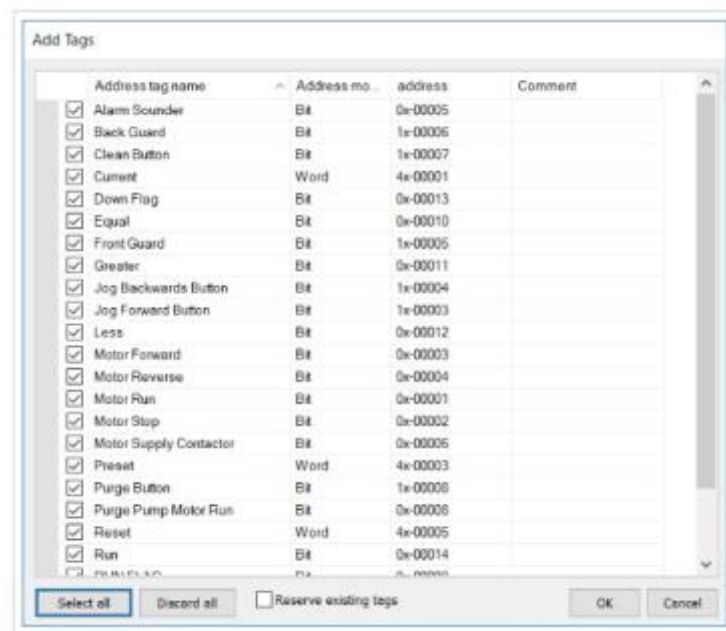 Add Tags
Address tag name Address mo... address Comment
Alarm Sounder Bit 0x-00005
Back Guard Bit 1x-00006
Clean Button Bit 1x-00007
Current Word 4x-00001
Down Flag Bit 0x-00013
Equal Bit 0x-00010
Front Guard Bit 1x-00005
Greater Bit 0x-00011
Jog Backwards Button Bit 1x-00004
Jog Forward Button Bit 1x-00003
Less Bit 0x-00012
Motor Forward Bit 0x-00003
Motor Reverse Bit 0x-00004
Motor Run Bit 0x-00001
Motor Stop Bit 0x-00002
Motor Supply Contactor Bit 0x-00006
Preset Word 4x-00003
Purge Button Bit 1x-00008
Purge Pump Motor Run Bit 0x-00008
Reset Word 4x-00005
Run Bit 0x-00014
Select all Discard all Reserve existing tags OK Cancel